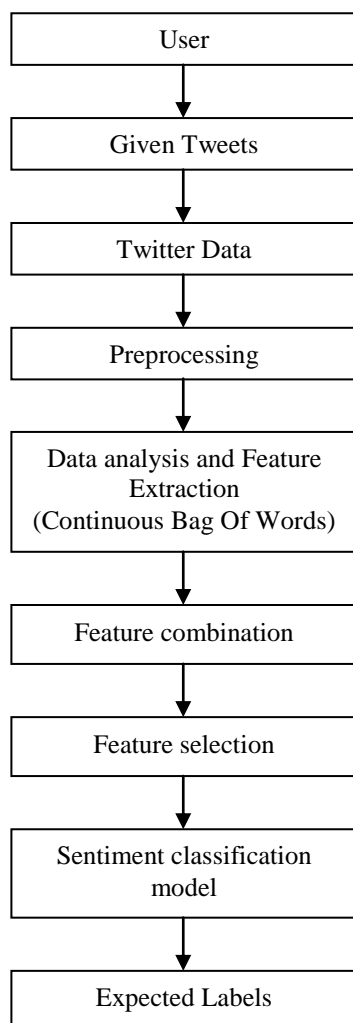 User
Given Tweets
Twitter Data
Preprocessing
Data analysis and Feature
Extraction
(Continuous Bag Of Words)
Feature combination
Feature selection
Sentiment classification
model
Expected Labels